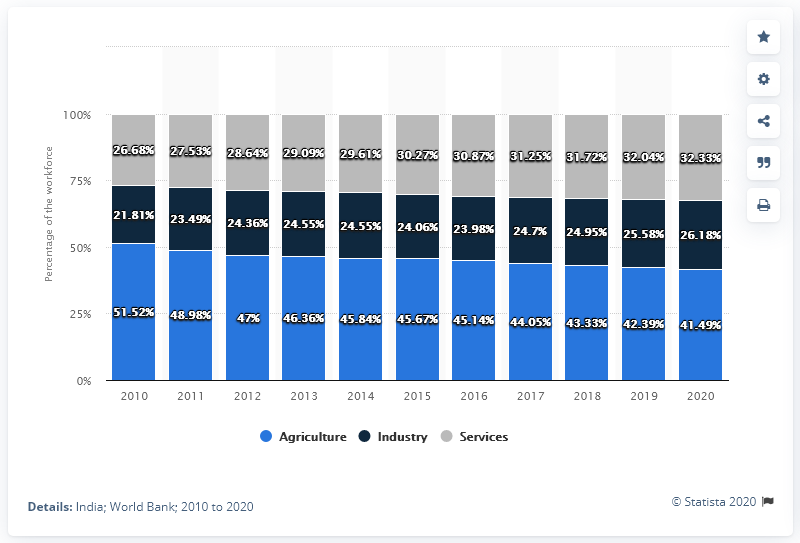 Percentage of the workforce
100%
75%
50%
25%
0%
26.68% 27.53% 28.64% 29.09% 29.61% 30.27% 30.87% 31.25% 31.72% 32.04% 32.33%
21.81% 23.49% 24.36% 24.55% 24.55% 24.06% 23.98% 24.7% 24.95% 25.58% 26.18%
51.52% 48.98% 47% 46.36% 45.84% 45.67% 45.14% 44.05% 43.33% 42.39% 41.49%
2010 2011 2012 2013 2014 2015 2016 2017 2018 2019 2020
Agriculture Industry Services
Details: India; World Bank; 2010 to 2020
© Statista 2020